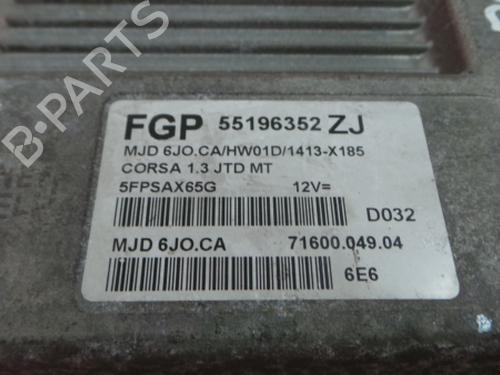 FGP 55196352 ZJ
MJD 6JO.CA/HW01D/1413-X185
CORSA 1.3 JTD MT
5FPSAX65G 12V=
D032
MJD 6JO.CA 71600.049.04
6E6
B-PARTS